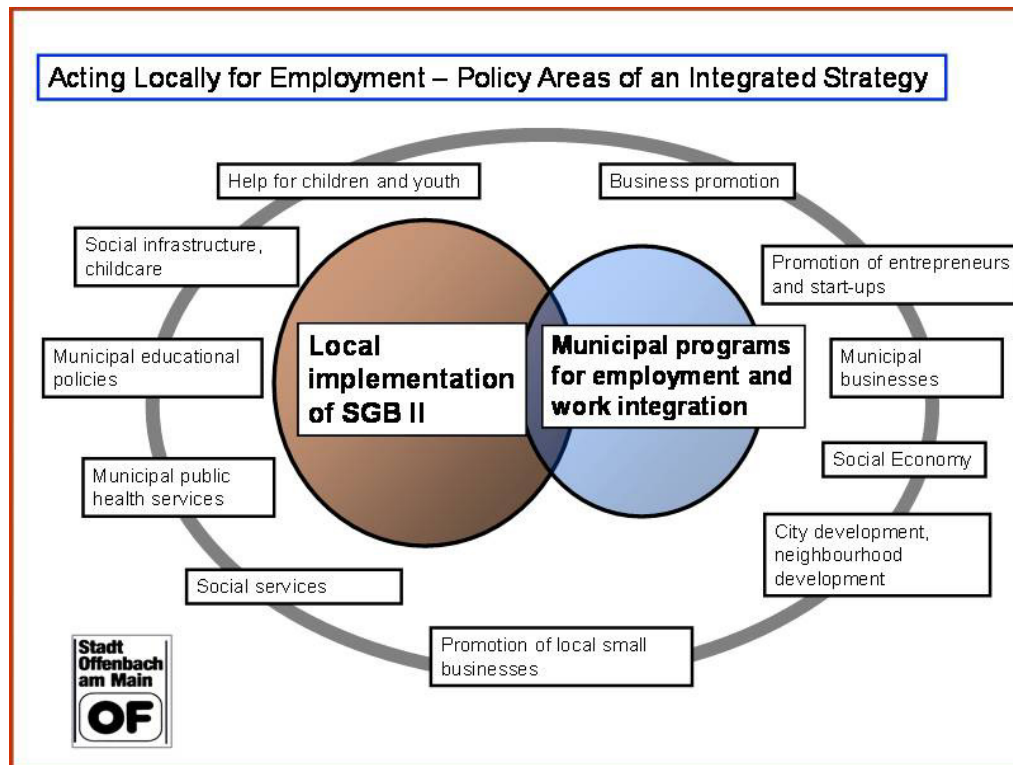 Acting Locally for Employment – Policy Areas of an Integrated Strategy
Help for children and youth
Business promotion
Social infrastructure,
childcare
Promotion of entrepreneurs
and start-ups
Local
implementation
of SGB II
Municipal programs
for employment and
work integration
Municipal educational
policies
Municipal
businesses
Municipal public
health services
Social Economy
City development,
neighbourhood
development
Social services
Promotion of local small
businesses
Stadt
Offenbach
am Main
OF